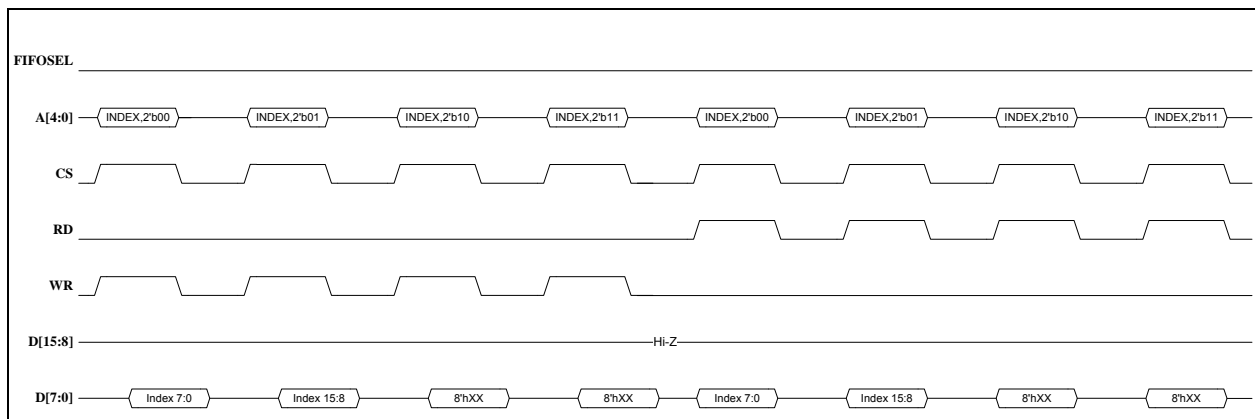 FIFOSEL
A[4:0] INDEX,2'b00 INDEX,2'b01 INDEX,2'b10 INDEX,2'b11 INDEX,2'b00 INDEX,2'b01 INDEX,2'b10 INDEX,2'b11
CS
RD
WR
D[15:8] Hi-Z
D[7:0] Index 7:0 Index 15:8 8'hXX 8'hXX Index 7:0 Index 15:8 8'hXX 8'hXX